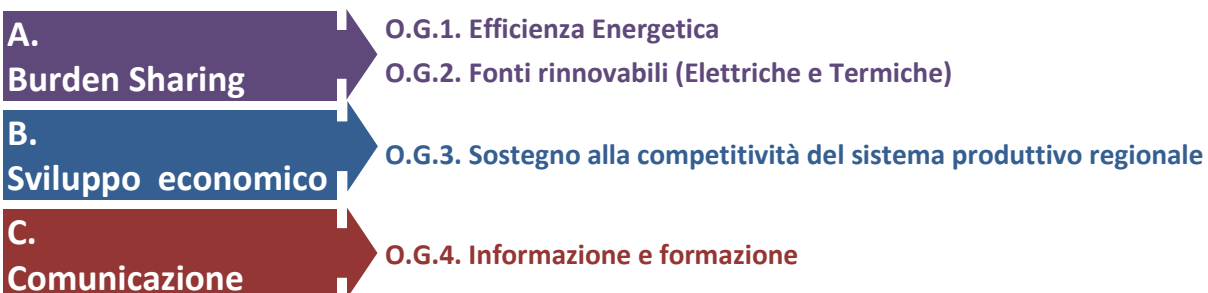 A.
Burden Sharing
O.G.1. Efficienza Energetica
O.G.2. Fonti rinnovabili (Elettriche e Termiche)
B.
Sviluppo economico
O.G.3. Sostegno alla competitività del sistema produttivo regionale
C.
Comunicazione
O.G.4. Informazione e formazione